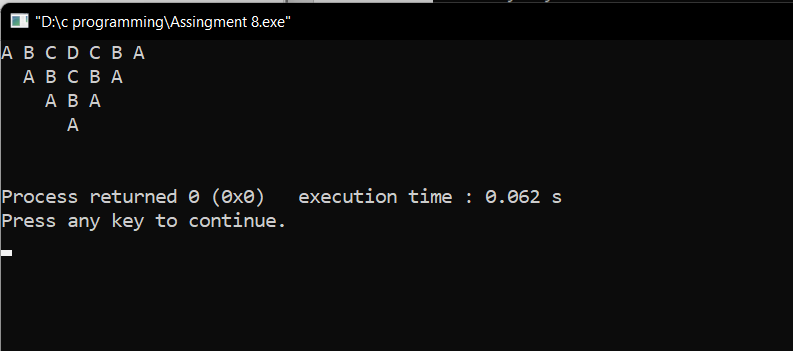 "D:\c programming\Assingment 8.exe"
A B C D C B A
  A B C B A
    A B A
      A
Process returned 0 (0x0)   execution time : 0.062 s
Press any key to continue.